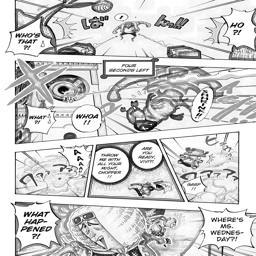 WHO'S
THAT
?!
HO
?!
FOUR
SECONDS LEFT
WHAT
?!
WHOA
!!
THROW ME
WITH ALL
YOUR
MIGHT,
CHOPPER
!!
ARE
YOU
READY,
VIVI?!
GASP
!!
WHAT
HAP-
PENED
?!
WHERE'S
MS.
WEDNES-
DAY?!